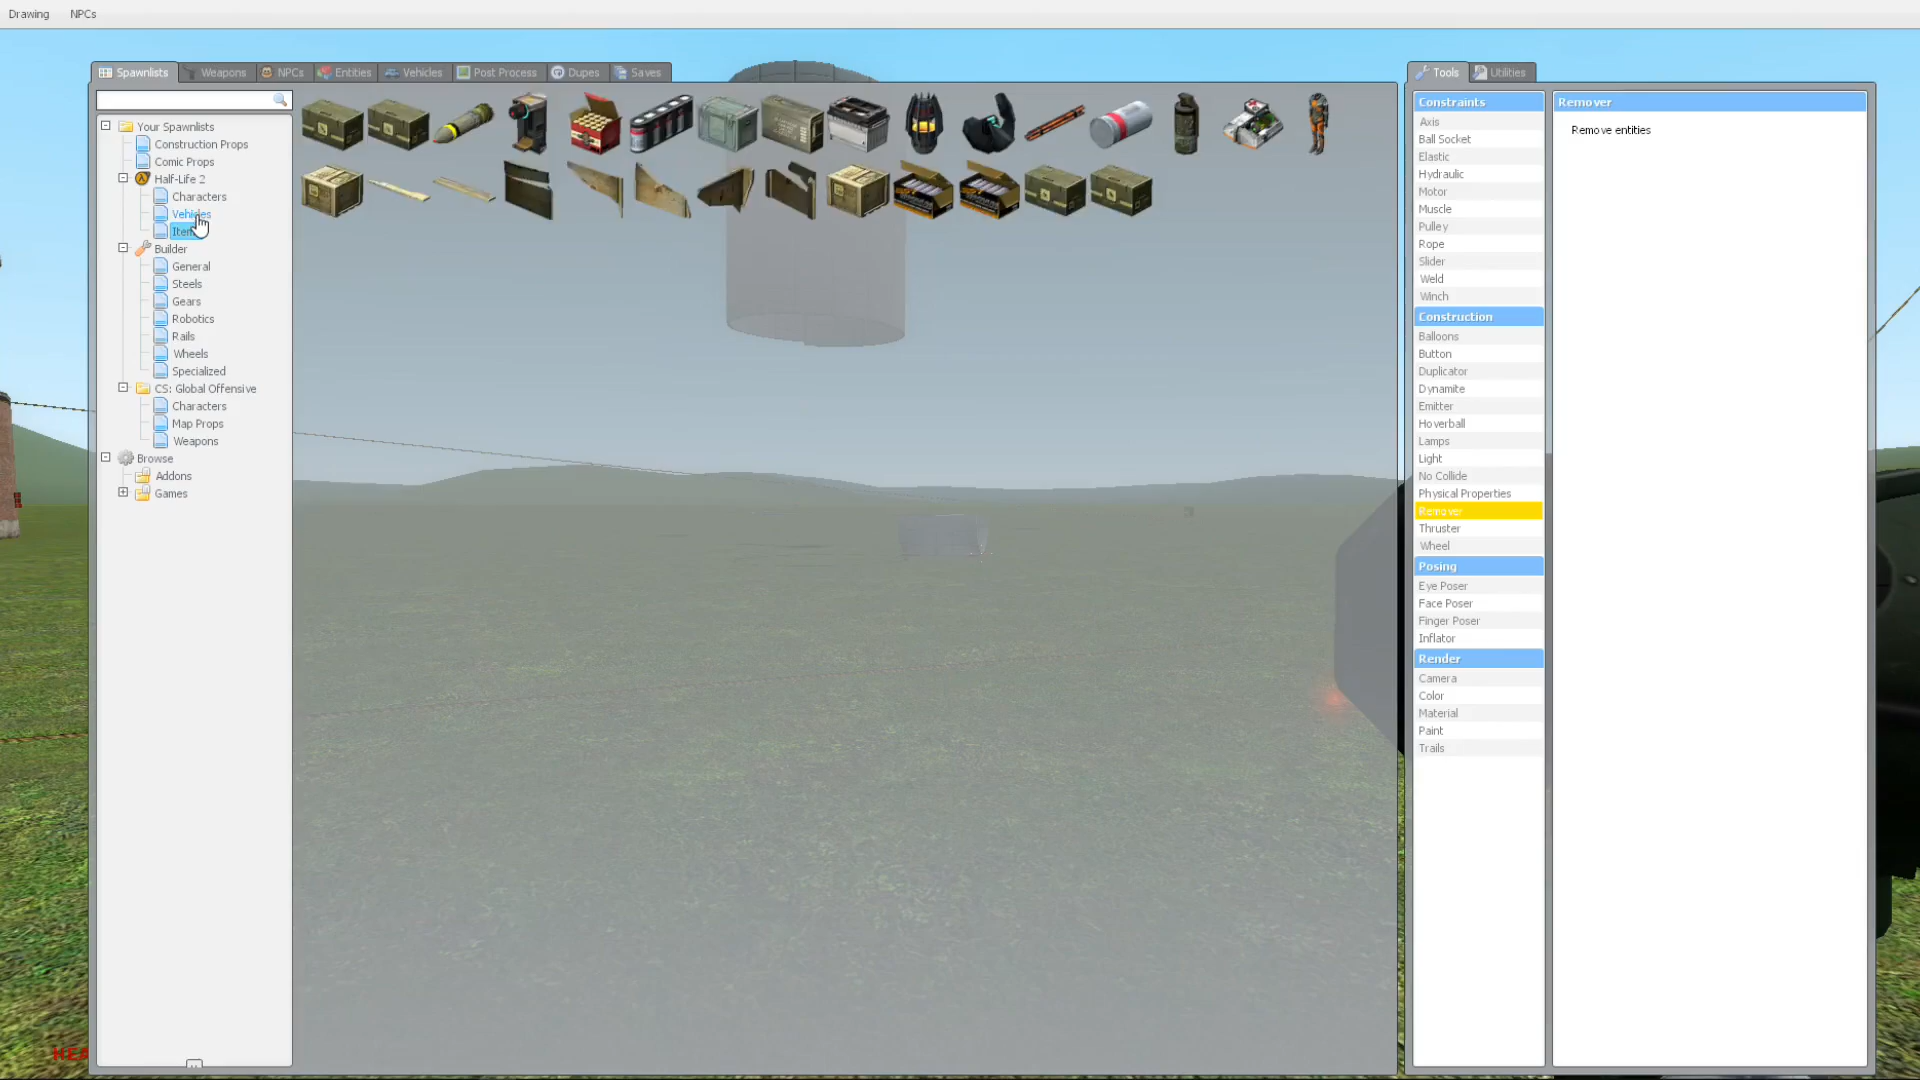 Drawing NPCs
Spawnlists Weapons NPCs Entities Vehicles Post Process Dupes Saves
Your Spawnlists
Construction Props
Comic Props
Half-Life 2
Characters
Vehicles
Builder
General
Steels
Gears
Robotics
Rails
Wheels
Specialized
CS: Global Offensive
Characters
Map Props
Weapons
Browse
Addons
Games
Tools Utilities
Constraints
Axis
Ball Socket
Elastic
Hydraulic
Motor
Muscle
Pulley
Rope
Slider
Weld
Winch
Construction
Balloons
Button
Duplicator
Dynamite
Emitter
Hoverball
Lamps
Light
No Collide
Physical Properties
Remover
Thruster
Wheel
Posing
Eye Poser
Face Poser
Finger Poser
Inflator
Render
Camera
Color
Material
Paint
Trails
Remover
Remove entities